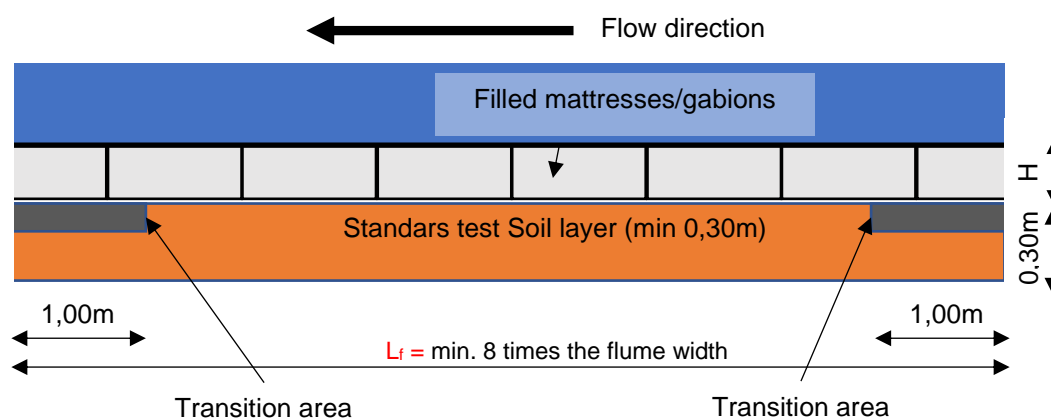 Flow direction
Filled mattresses/gabions
H
Standars test Soil layer (min 0,30m)
0,30m
1,00m
1,00m
Lf = min. 8 times the flume width
Transition area
Transition area